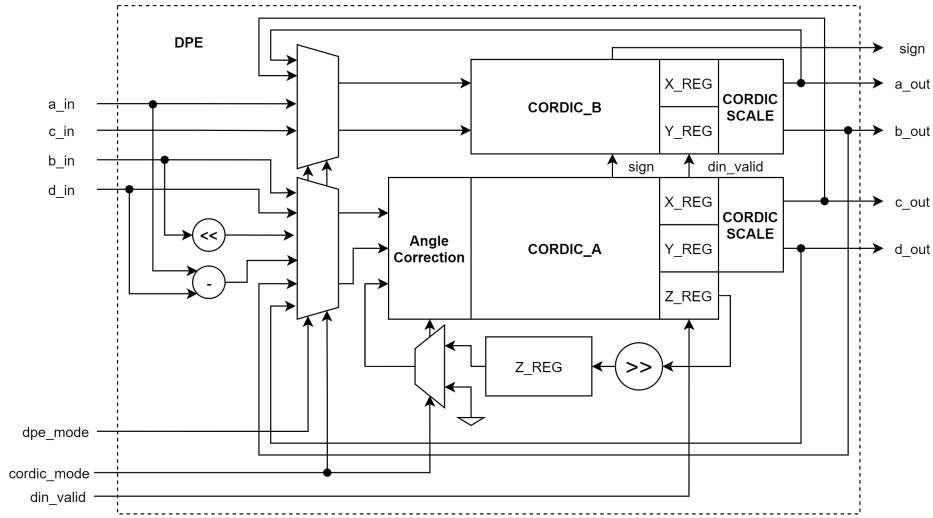 DPE
sign
a_in
X_REG
a_out
CORDIC_B
CORDIC
SCALE
c_in
Y_REG
b_out
b_in
sign
din_valid
d_in
X_REG
c_out
<<
Angle
Correction
CORDIC_A
CORDIC
SCALE
Y_REG
d_out
-
Z_REG
Z_REG
>>
dpe_mode
cordic_mode
din_valid